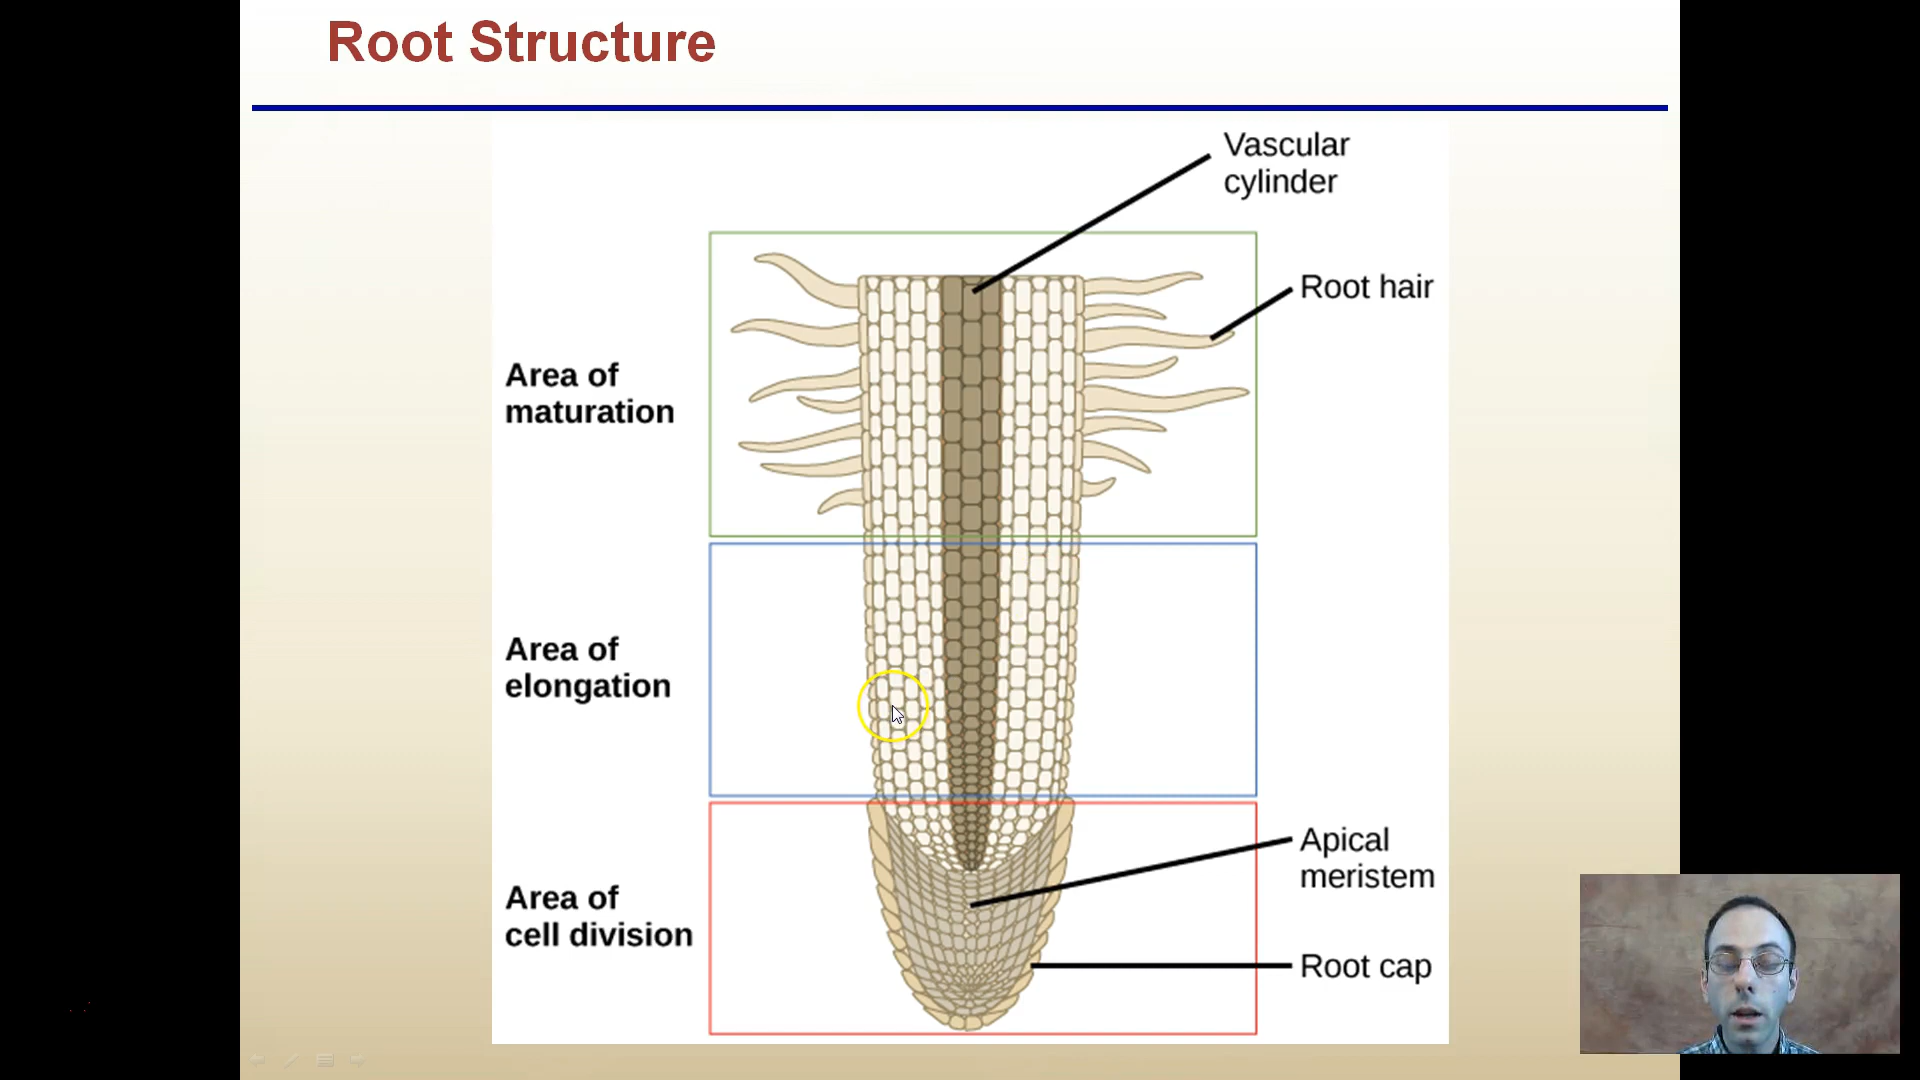 Root Structure
Vascular
cylinder
Root hair
Area of
maturation
Area of
elongation
Apical
meristem
Area of
cell division
Root cap